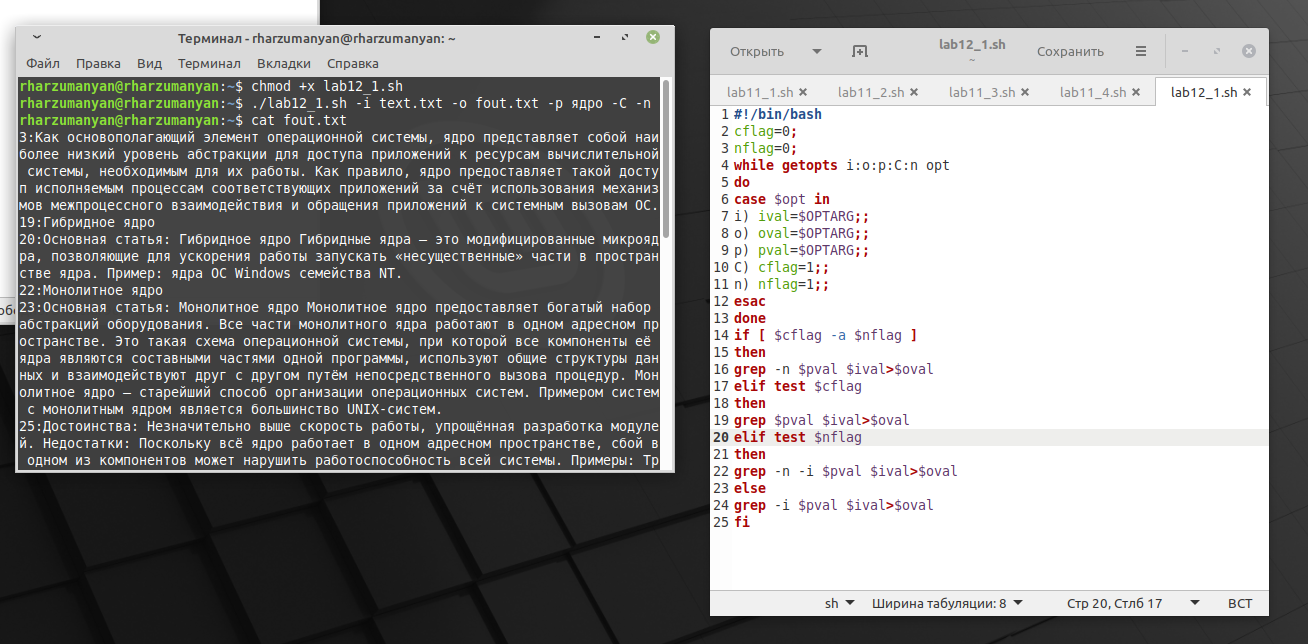 Терминал - rharzumanyan@rharzumanyan: ~
Файл Правка Вид Терминал Вкладки Справка
rharzumanyan@rharzumanyan:~$ chmod +x lab12_1.sh
rharzumanyan@rharzumanyan:~$ ./lab12_1.sh -i text.txt -o fout.txt -p ядро -C -n
rharzumanyan@rharzumanyan:~$ cat fout.txt
3:Как основополагающий элемент операционной системы, ядро представляет собой наи
более низкий уровень абстракции для доступа приложений к ресурсам вычислительной
системы, необходимым для их работы. Как правило, ядро предоставляет такой досту
п исполняемым процессам соответствующих приложений за счёт использования механиз
мов межпроцессного взаимодействия и обращения приложений к системным вызовам ОС.
19:Гибридное ядро
20:Основная статья: Гибридное ядро Гибридные ядра — это модифицированные микрояд
ра, позволяющие для ускорения работы запускать «несущественные» части в простран
стве ядра. Пример: ядра ОС Windows семейства NT.
22:Монолитное ядро
23:Основная статья: Монолитное ядро Монолитное ядро предоставляет богатый набор
абстракций оборудования. Все части монолитного ядра работают в одном адресном пр
остранстве. Это такая схема операционной системы, при которой все компоненты её
ядра являются составными частями одной программы, используют общие структуры дан
ных и взаимодействуют друг с другом путём непосредственного вызова процедур. Мон
олитное ядро — старейший способ организации операционных систем. Примером систем
с монолитным ядром является большинство UNIX-систем.
25:Достоинства: Незначительно выше скорость работы, упрощённая разработка модуле
й. Недостатки: Поскольку всё ядро работает в одном адресном пространстве, сбой в
одном из компонентов может нарушить работоспособность всей системы. Примеры: Тр
Открыть
lab12_1.sh
~
Сохранить
lab11_1.sh lab11_2.sh lab11_3.sh lab11_4.sh lab12_1.sh
1 #!/bin/bash
2 cflag=0;
3 nflag=0;
4 while getopts i:o:p:C:n opt
5 do
6 case $opt in
7 i) ival=$OPTARG;;
8 o) oval=$OPTARG;;
9 p) pval=$OPTARG;;
10 C) cflag=1;;
11 n) nflag=1;;
12 esac
13 done
14 if [ $cflag -a $nflag ]
15 then
16 grep -n $pval $ival>$oval
17 elif test $cflag
18 then
19 grep $pval $ival>$oval
20 elif test $nflag
21 then
22 grep -n -i $pval $ival>$oval
23 else
24 grep -i $pval $ival>$oval
25 fi
sh Ширина табуляции: 8 Стр 20, Стлб 17 ВСТ